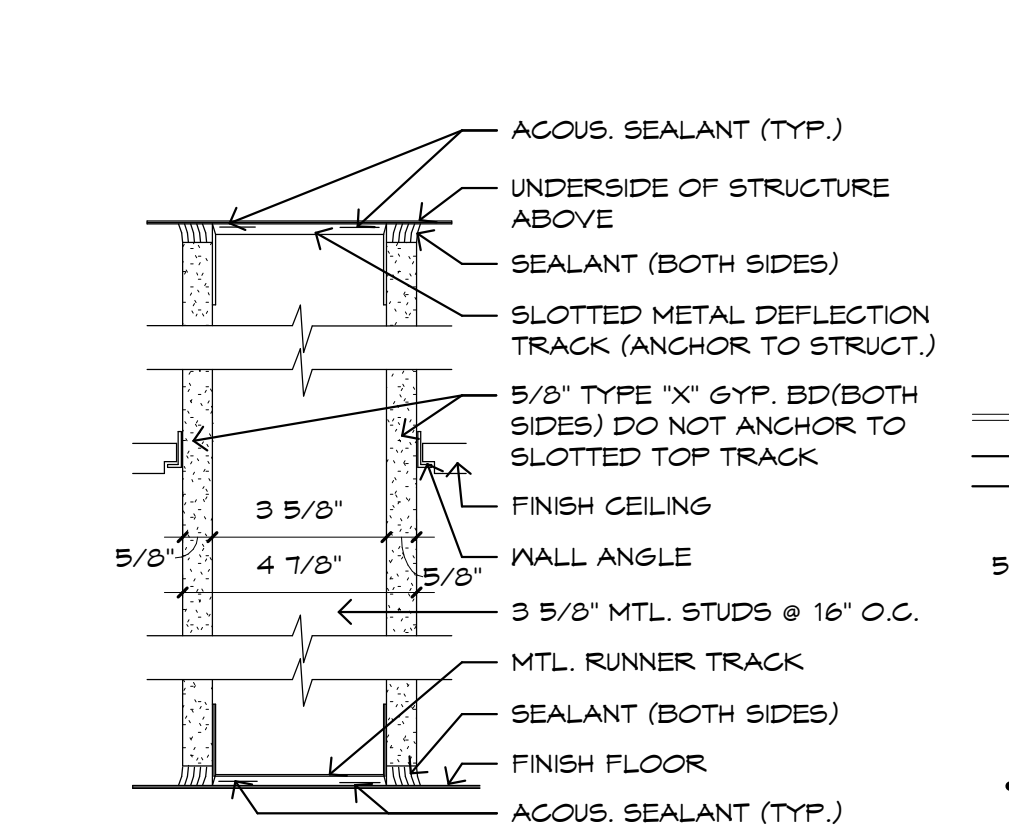 ACOUS. SEALANT (TYP.)
UNDERSIDE OF STRUCTURE
ABOVE
SEALANT (BOTH SIDES)
SLOTTED METAL DEFLECTION
TRACK (ANCHOR TO STRUCT.)
5/8" TYPE "X" GYP. BD(BOTH
SIDES) DO NOT ANCHOR TO
SLOTTED TOP TRACK
FINISH CEILING
3 5/8"
5/8"
4 7/8"
5/8"
WALL ANGLE
5
3 5/8" MTL. STUDS @ 16" O.C.
MTL. RUNNER TRACK
SEALANT (BOTH SIDES)
FINISH FLOOR
ACOUS. SEALANT (TYP.)